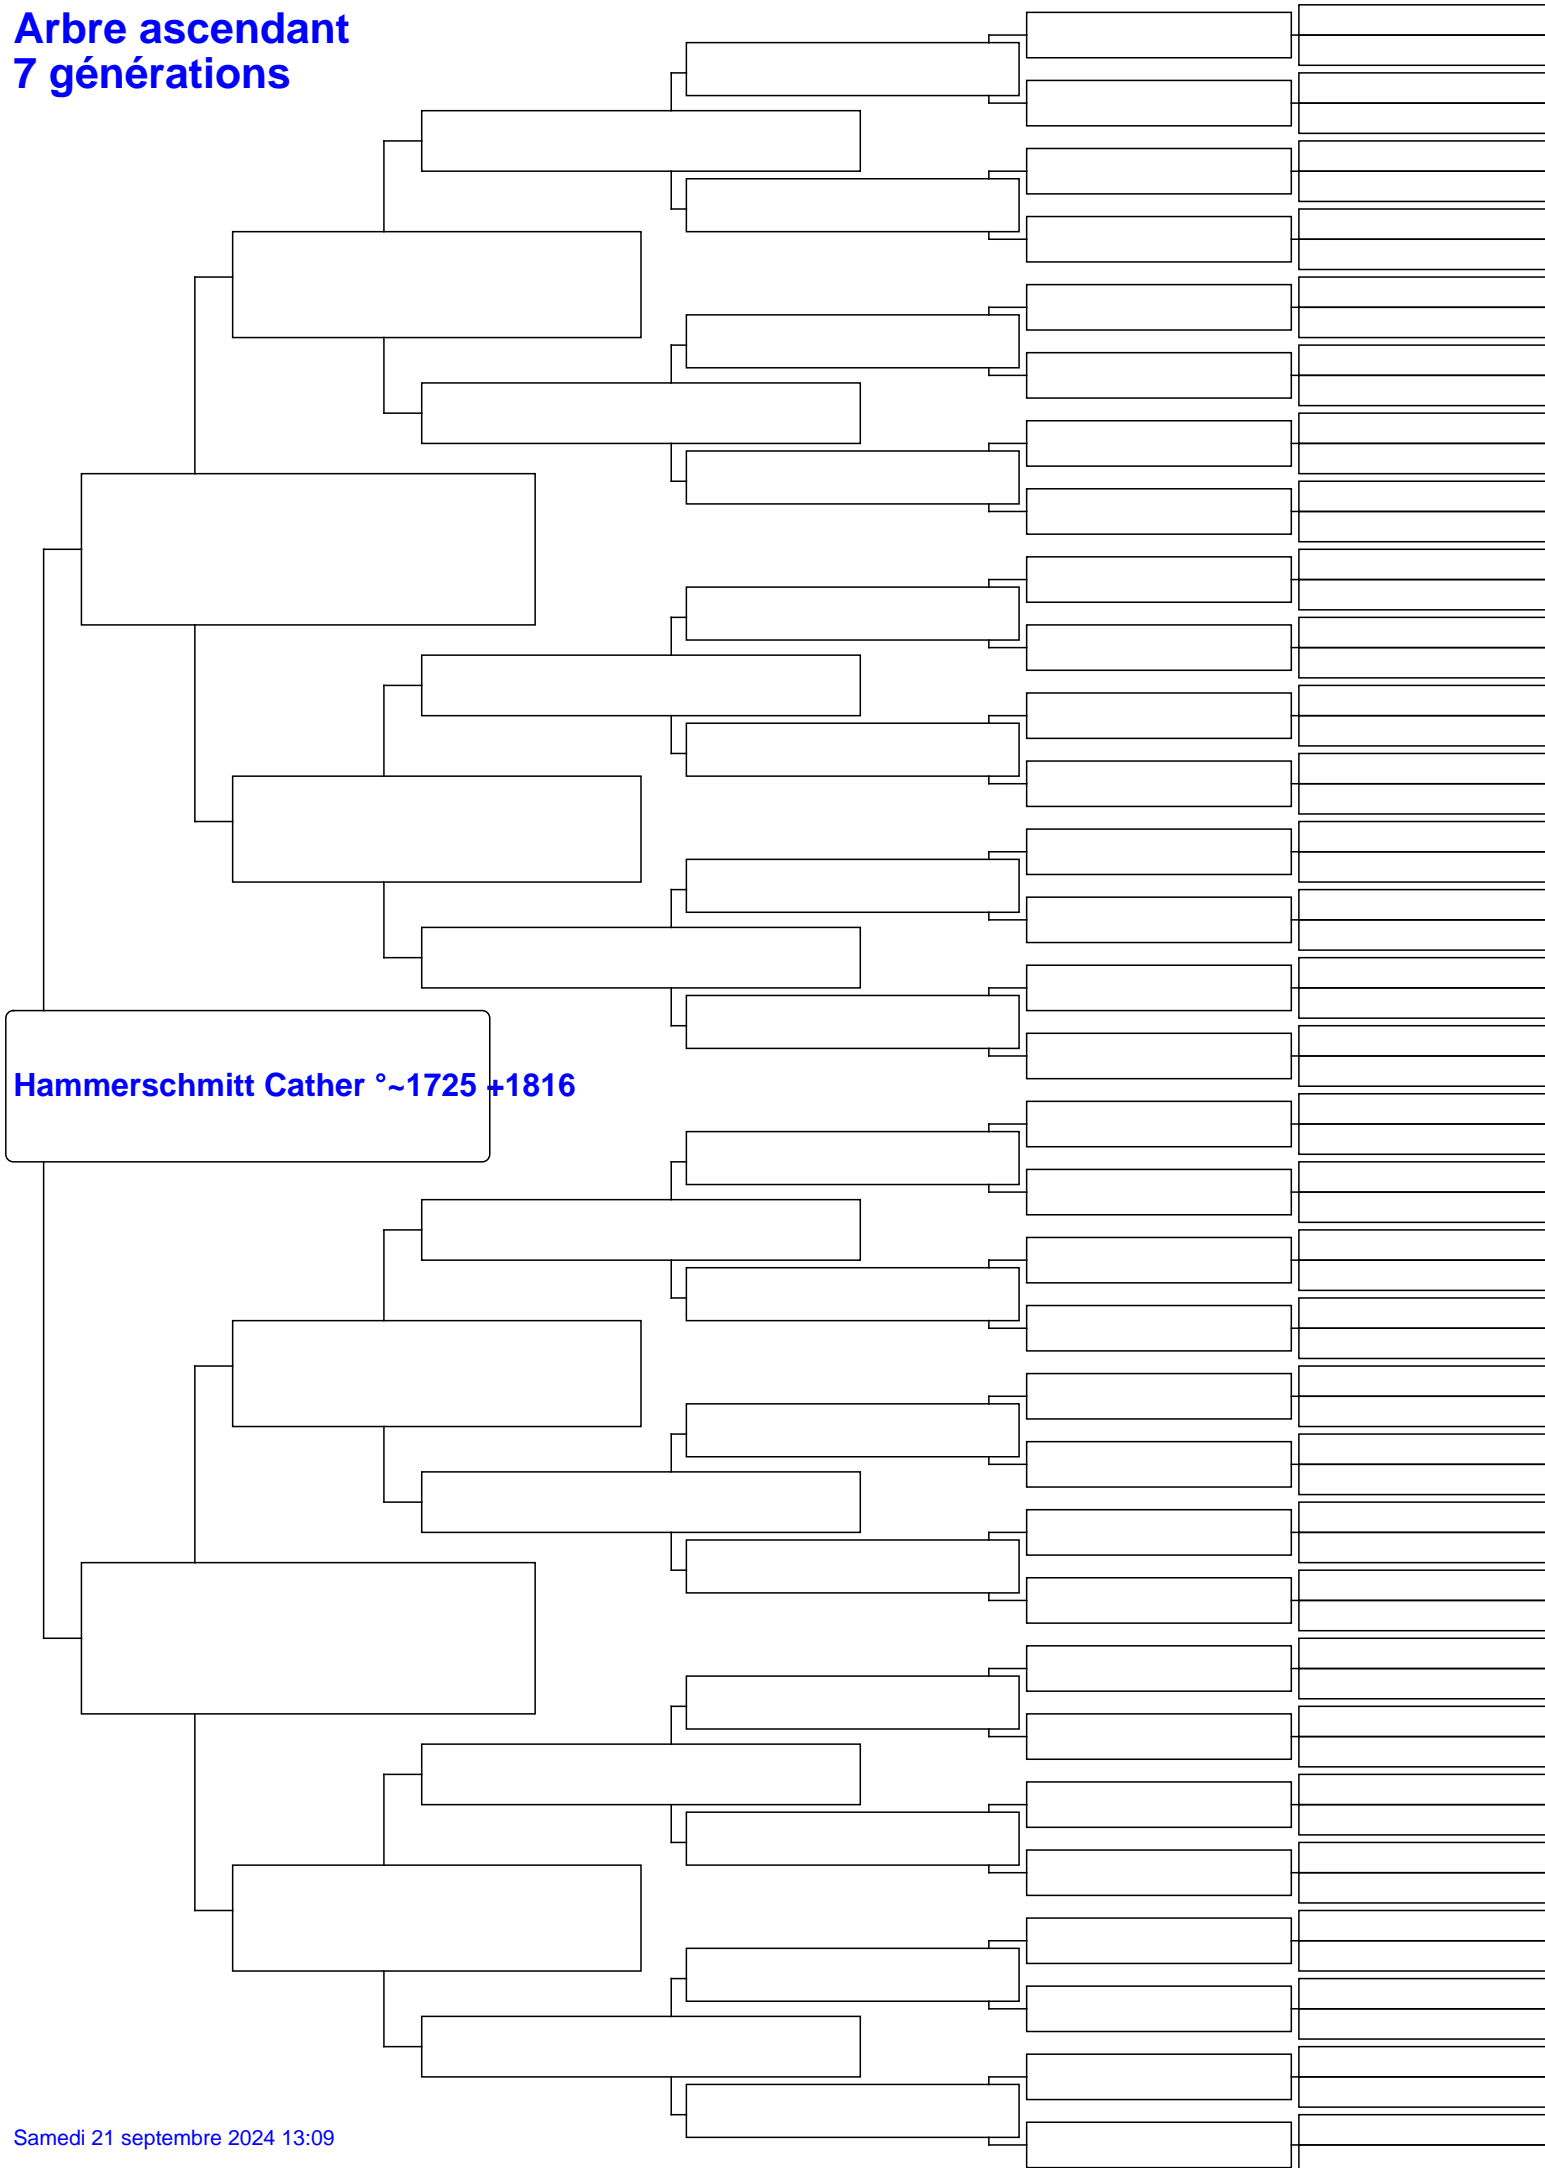 Arbre ascendant
7 générations
Hammerschmitt Cather °~1725 +1816
Samedi 21 septembre 2024 13:09